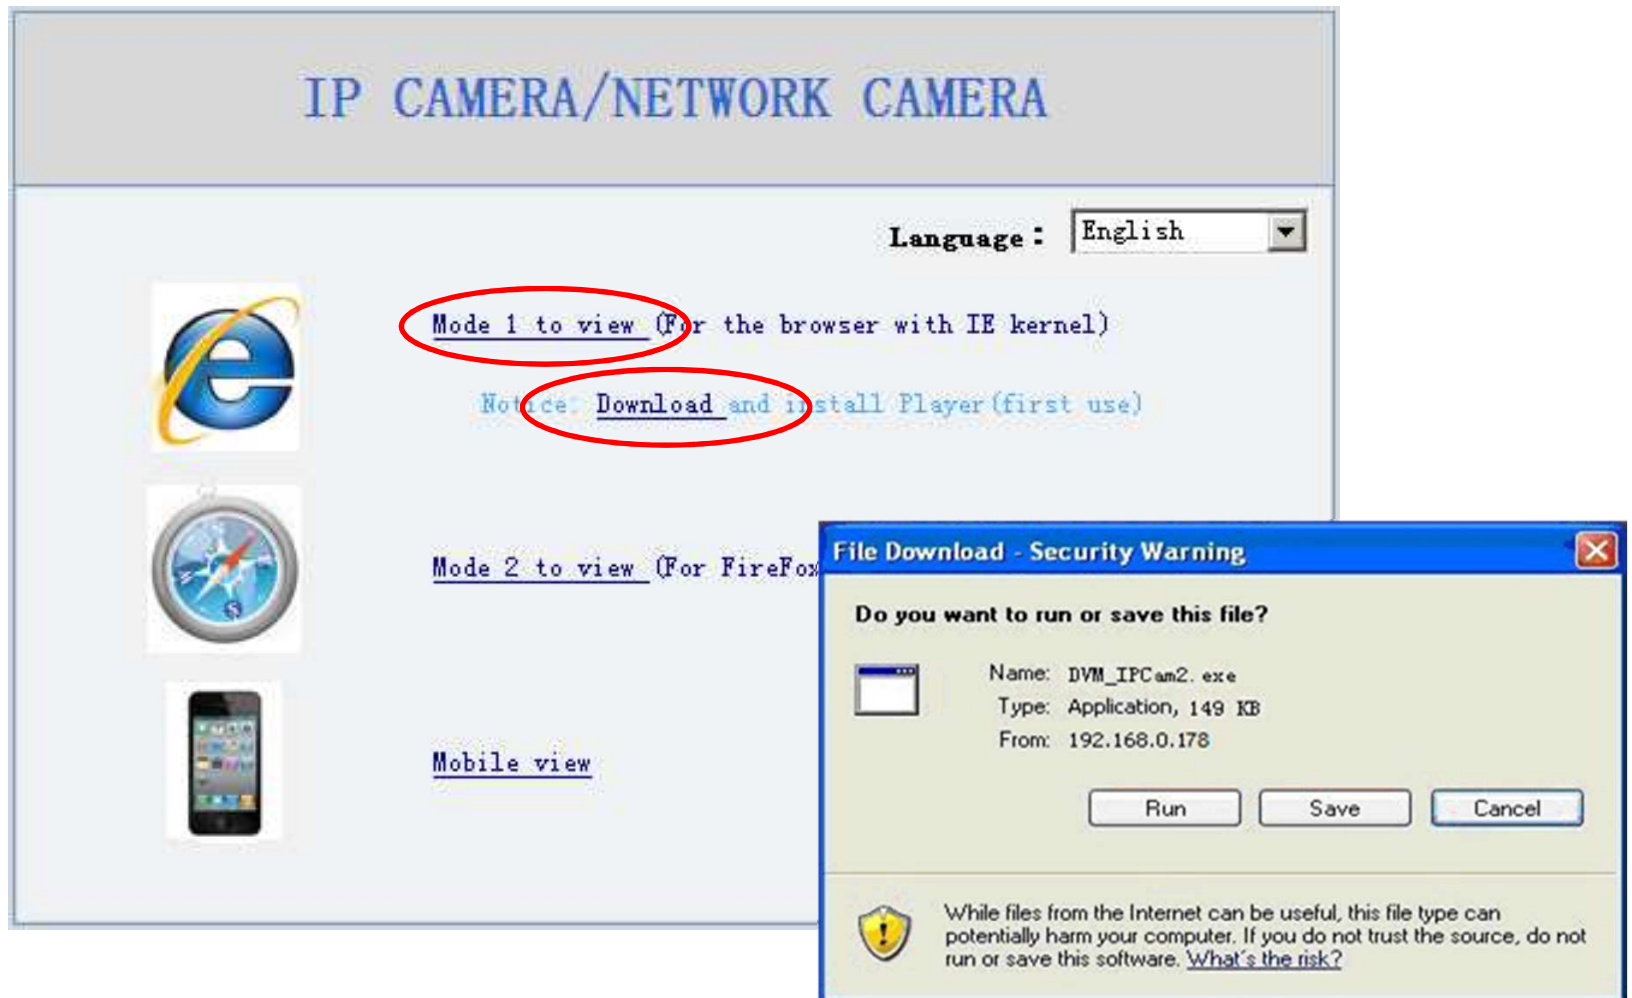 IP CAMERA/NETWORK CAMERA
Language： English
Mode 1 to view (For the browser with IE kernel)
Notice: Download and install Player(first use)
Mode 2 to view (For FireFox
Mobile view
File Download - Security Warning
Do you want to run or save this file?
Name: DVM_IPCam2.exe
Type: Application, 149 KB
From: 192.168.0.178
Run Save Cancel
While files from the Internet can be useful, this file type can
potentially harm your computer. If you do not trust the source, do not
run or save this software. What's the risk?